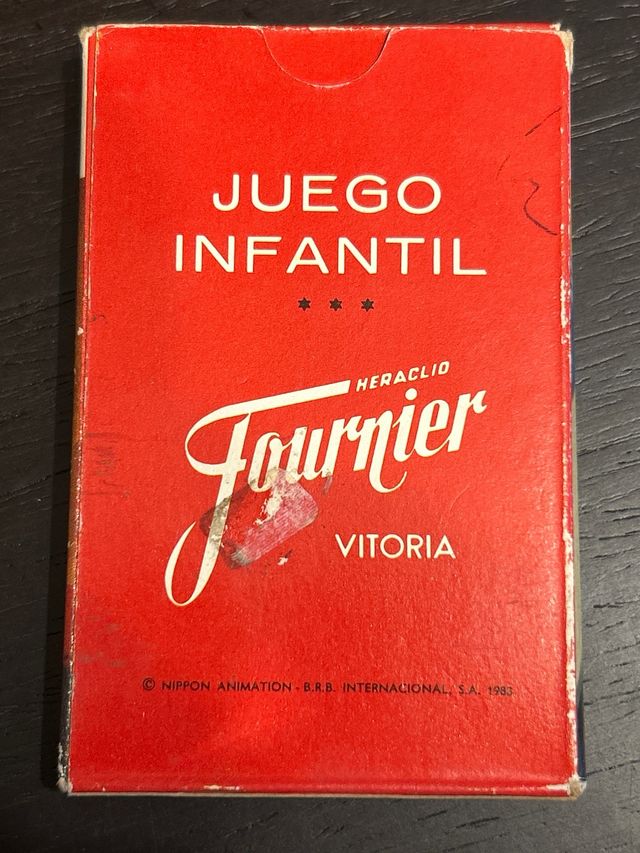 JUEGO
INFANTIL
HERACLIO
Fournier
VITORIA
© NIPPON ANIMATION - B.R.B. INTERNACIONAL, S.A. 1983